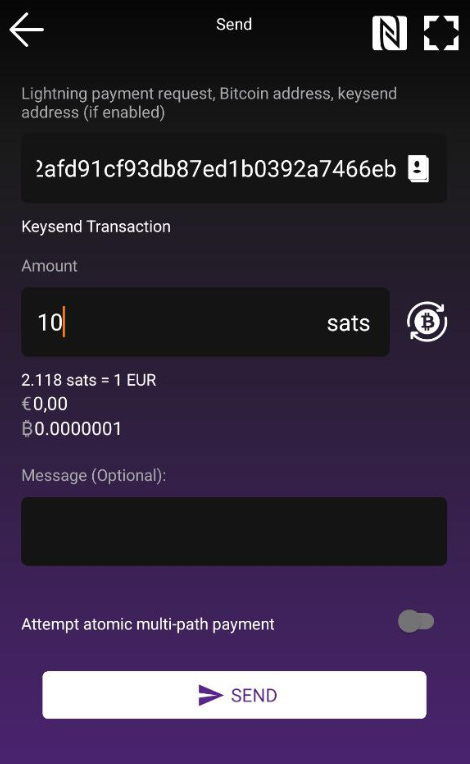 Send
Lightning payment request, Bitcoin address, keysend
address (if enabled)
2afd91cf93db87ed1b0392a7466eb
Keysend Transaction
Amount
10
sats
2.118 sats = 1 EUR
€0,00
₿0.0000001
Message (Optional):
Attempt atomic multi-path payment
SEND